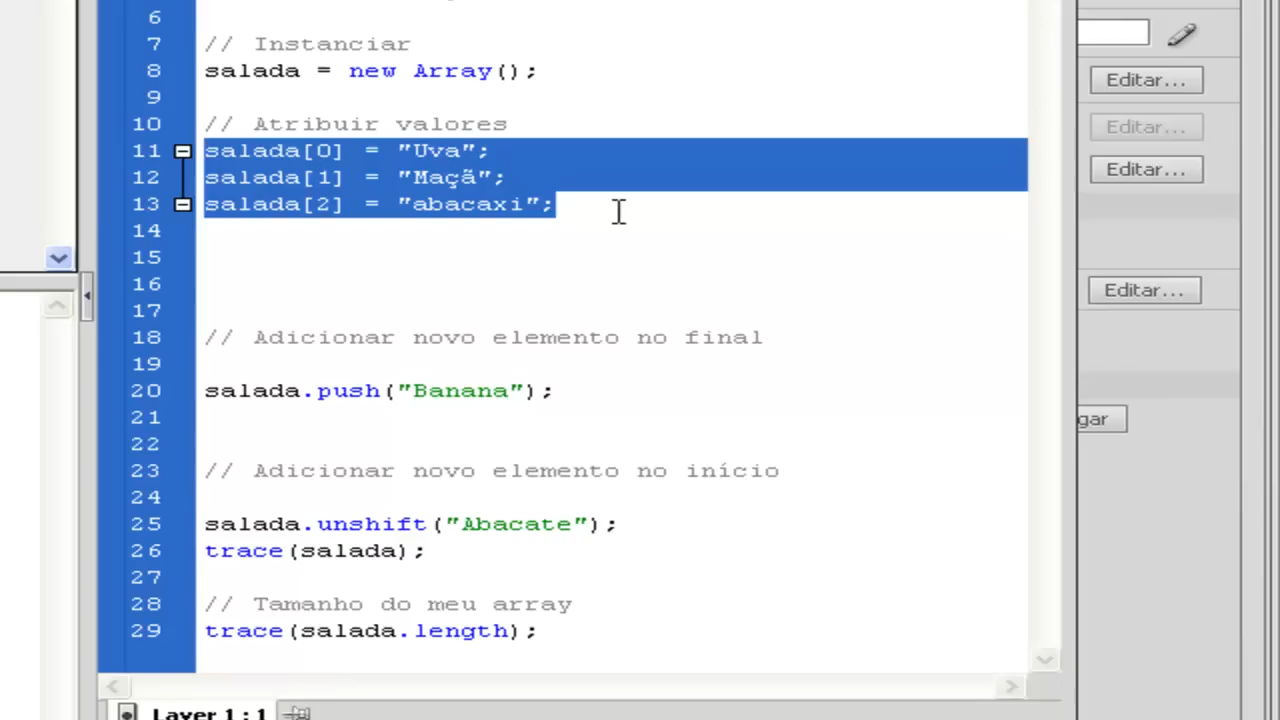 6
7 // Instanciar
8 salada = new Array();
9
10 // Atribuir valores
11 salada[0] = "Uva";
12 salada[1] = "Maçã";
13 salada[2] = "abacaxi";
14
15
16
17
18 // Adicionar novo elemento no final
19
20 salada.push("Banana");
21
22
23 // Adicionar novo elemento no início
24
25 salada.unshift("Abacate");
26 trace(salada);
27
28 // Tamanho do meu array
29 trace(salada.length);
Layer 1 : 1
Editar...
Editar...
Editar...
Editar...
gar